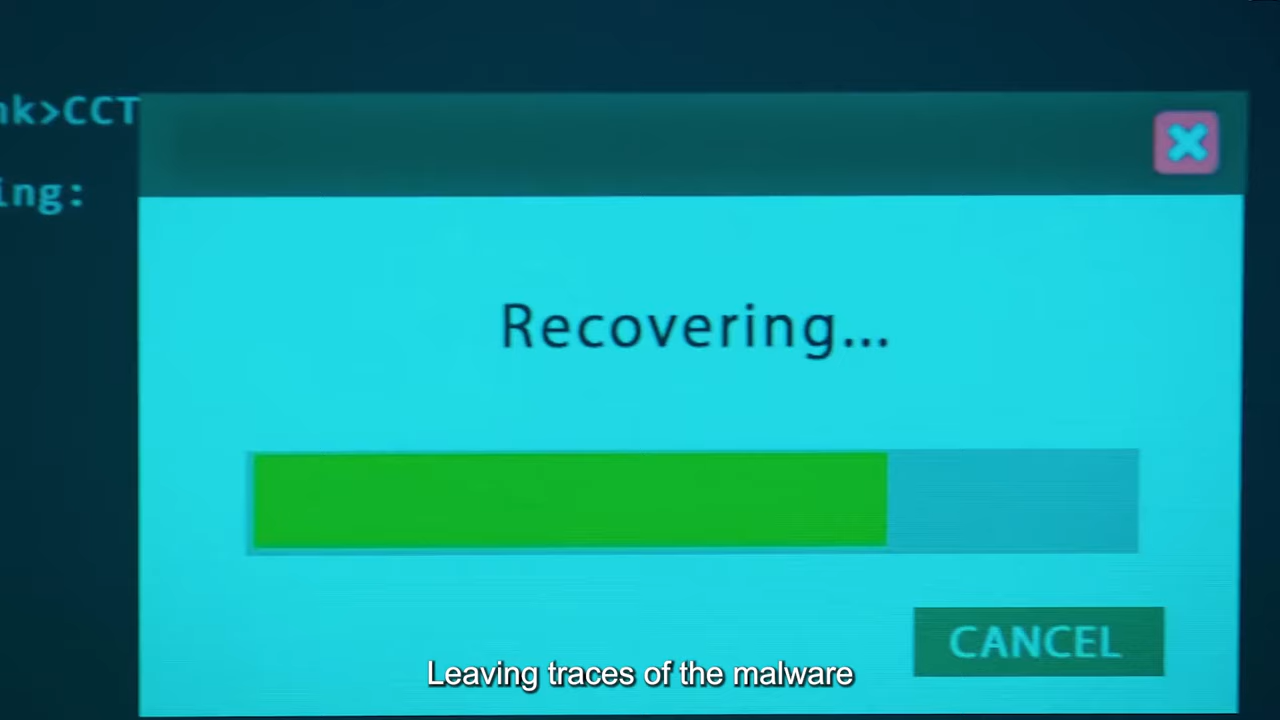 nk>CCT
ing:
Recovering...
CANCEL
Leaving traces of the malware